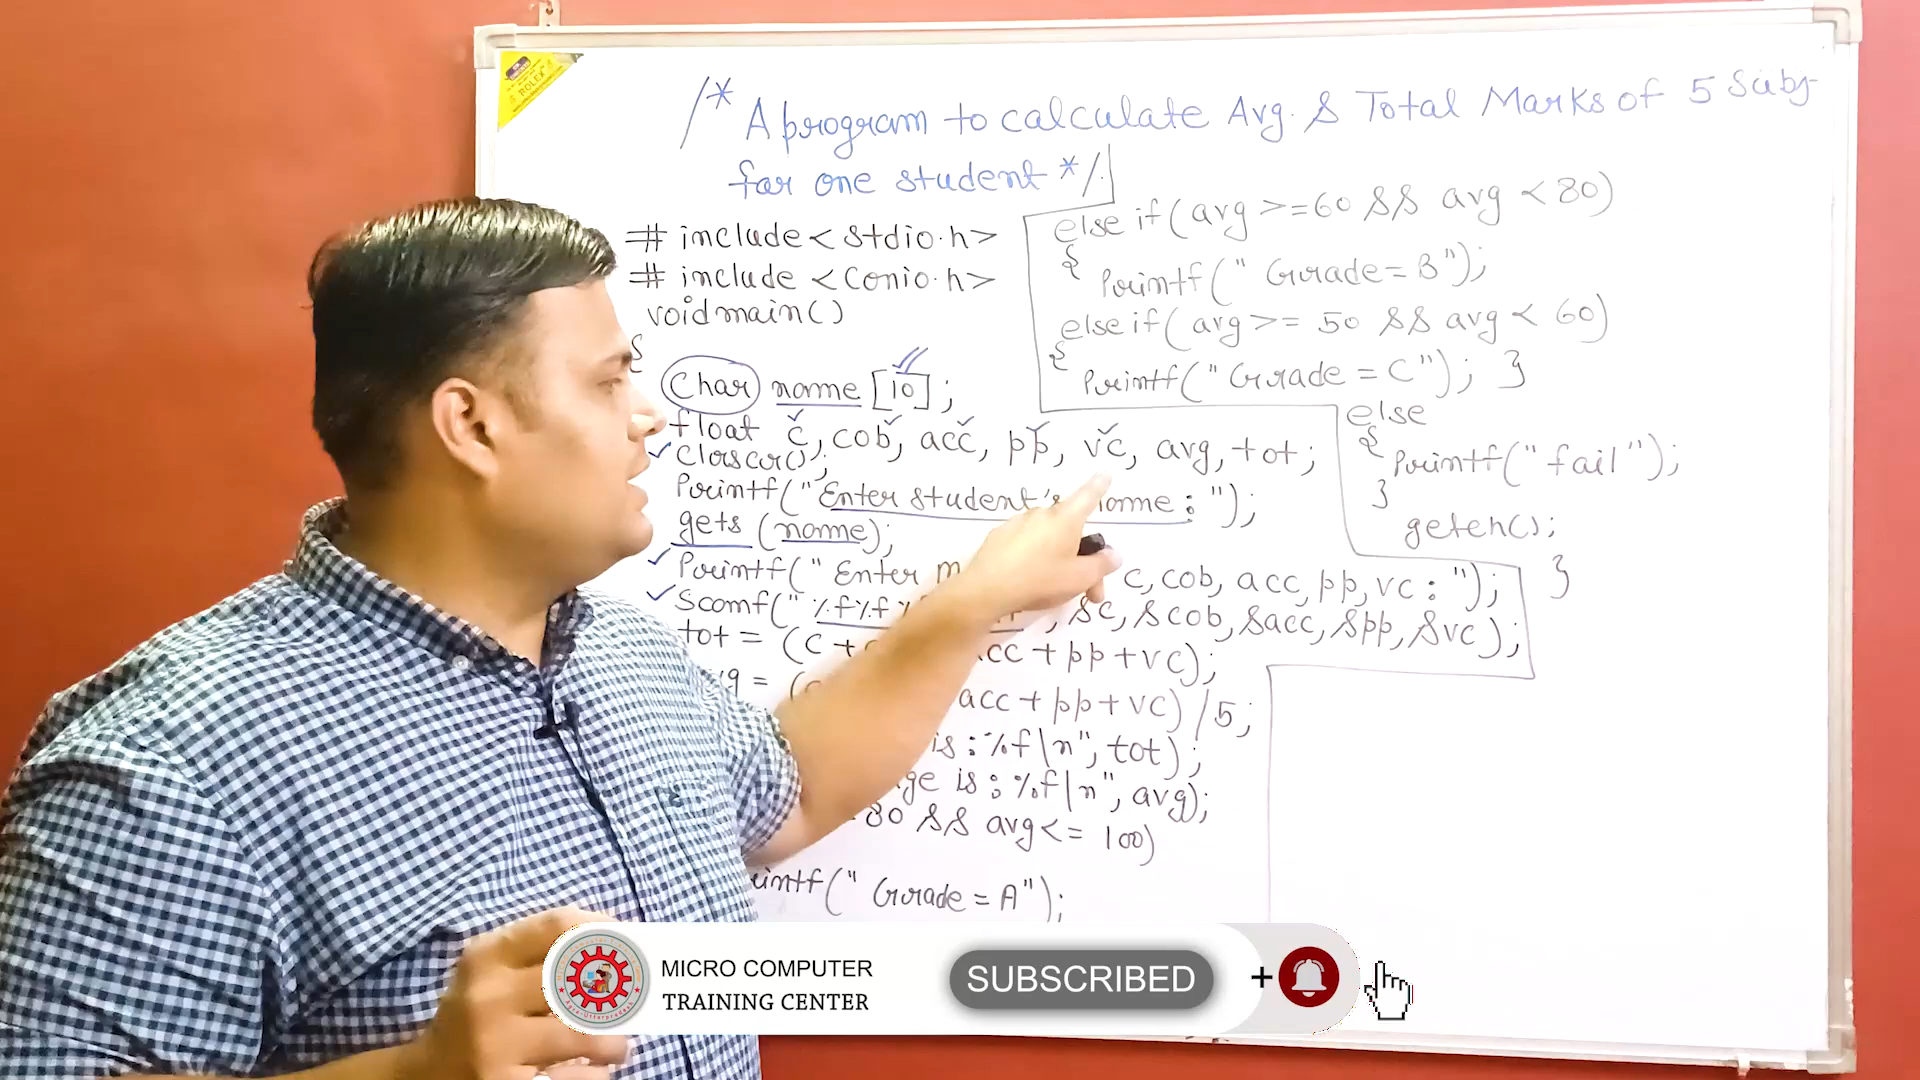 /* A program to calculate Avg. & Total Marks of 5 Subj-
for one student */
# include <stdio.h>
# include <conio.h>
void main()
{
Char name [10];
float c, cob, acc, pp, vc, avg, tot;
Clrscr();
Printf(" Enter student's name : ");
gets (name);
Printf(" Enter m c, cob, acc, pp, vc : ");
Scanf(" %f%f , &c, &cob, &acc, &pp, &vc);
tot = (c + cc + pp + vc);
= ( acc + pp + vc) /5;
is : %f\n", tot);
ge is : %f\n", avg);
80 && avg <= 100)
intf(" Grade = A");
else if (avg >= 60 && avg < 80)
{
Printf(" Grade = B");
else if (avg >= 50 && avg < 60)
{
Printf(" Grade = C"); }
else
{
Printf(" fail ");
}
getch();
}
ROLEX
MICRO COMPUTER
TRAINING CENTER
SUBSCRIBED
+